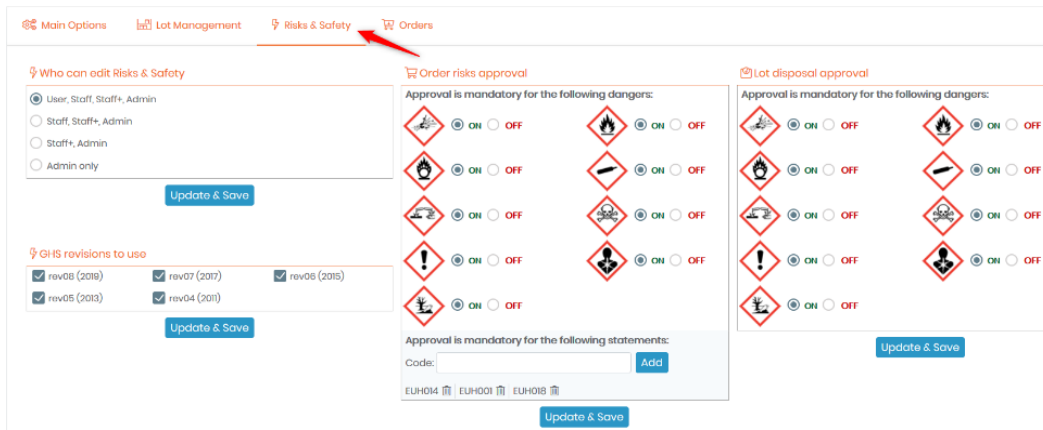 Main Options Lot Management Risks & Safety Orders
Who can edit Risks & Safety
User, Staff, Staff+, Admin
Staff, Staff+, Admin
Staff+, Admin
Admin only
Update & Save
GHS revisions to use
rev08 (2019) rev07 (2017) rev06 (2015)
rev05 (2013) rev04 (2011)
Update & Save
Order risks approval
Approval is mandatory for the following dangers:
ON OFF ON OFF
ON OFF ON OFF
ON OFF ON OFF
ON OFF ON OFF
ON OFF
Approval is mandatory for the following statements:
Code: Add
EUH014 EUH001 EUH018
Update & Save
Lot disposal approval
Approval is mandatory for the following dangers:
ON OFF ON OFF
ON OFF ON OFF
ON OFF ON OFF
ON OFF ON OFF
ON OFF
Update & Save